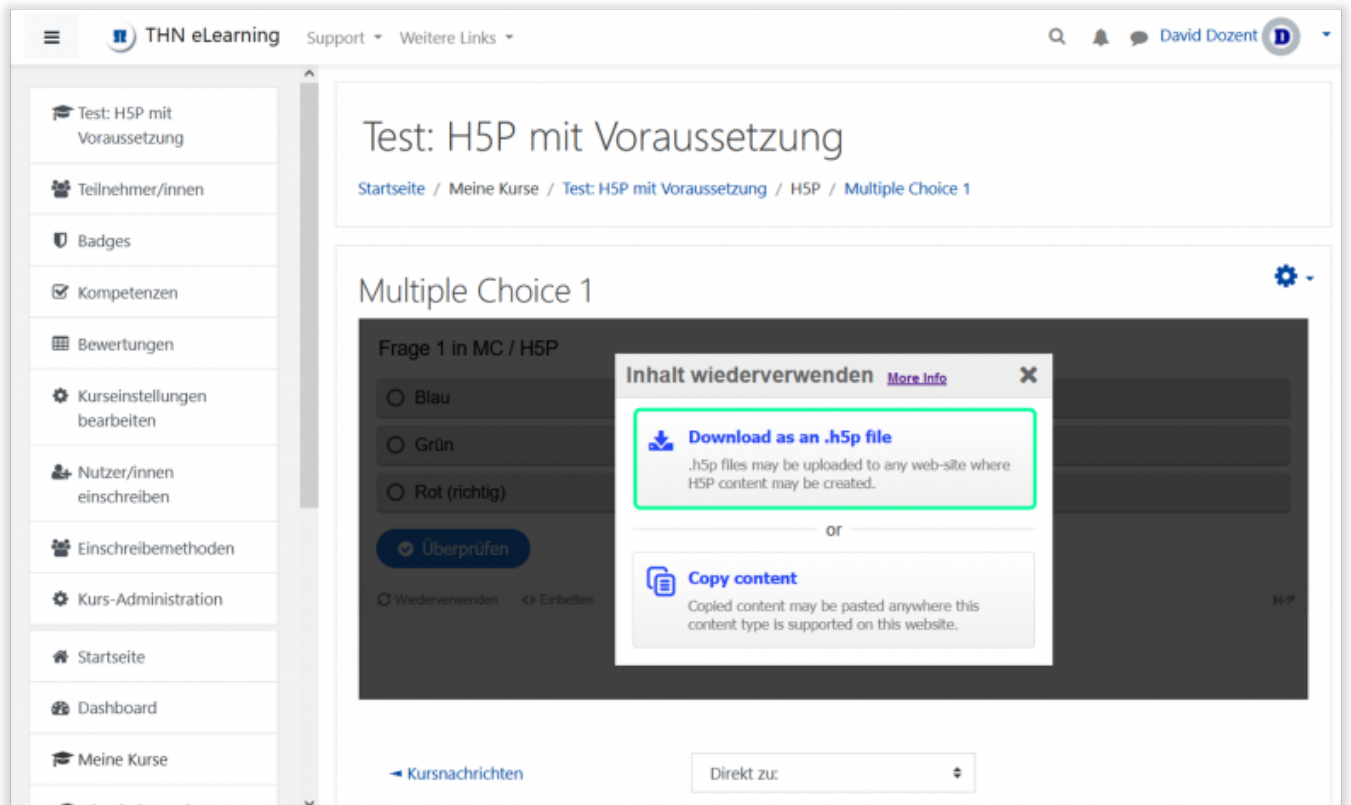 THN eLearning Support Weitere Links David Dozent D
Test: H5P mit
Voraussetzung
Teilnehmer/innen
Badges
Kompetenzen
Bewertungen
Kurseinstellungen
bearbeiten
Nutzer/innen
einschreiben
Einschreibemethoden
Kurs-Administration
Startseite
Dashboard
Meine Kurse
Test: H5P mit Voraussetzung
Startseite / Meine Kurse / Test: H5P mit Voraussetzung / H5P / Multiple Choice 1
Multiple Choice 1
Frage 1 in MC / H5P
Blau
Grün
Rot (richtig)
Überprüfen
Wiederverwenden <> Einbetten
H5P
Inhalt wiederverwenden More Info
Download as an .h5p file
.h5p files may be uploaded to any web-site where
H5P content may be created.
or
Copy content
Copied content may be pasted anywhere this
content type is supported on this website.
◄ Kursnachrichten
Direkt zu: